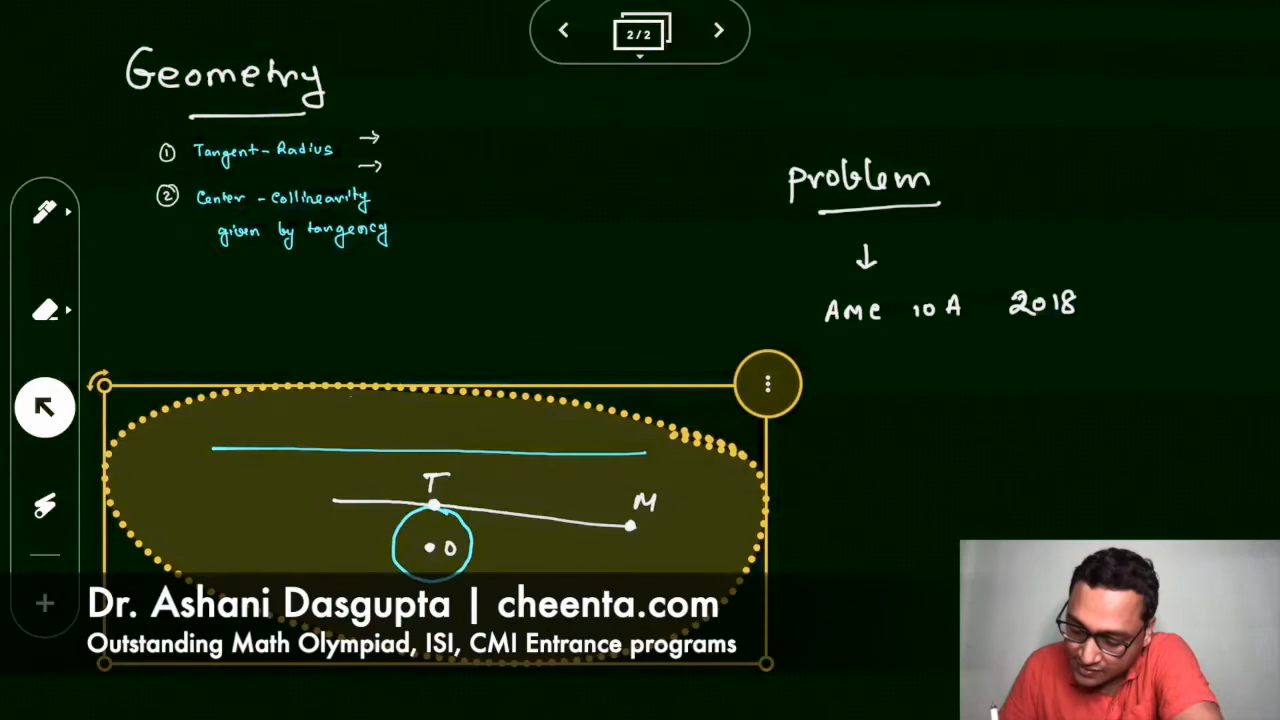 2/2
Geometry
① Tangent - Radius →
→
② Center - Collinearity
given by tangency
problem
↓
AMC 10 A 2018
T
M
O
Dr. Ashani Dasgupta | cheenta.com
Outstanding Math Olympiad, ISI, CMI Entrance programs